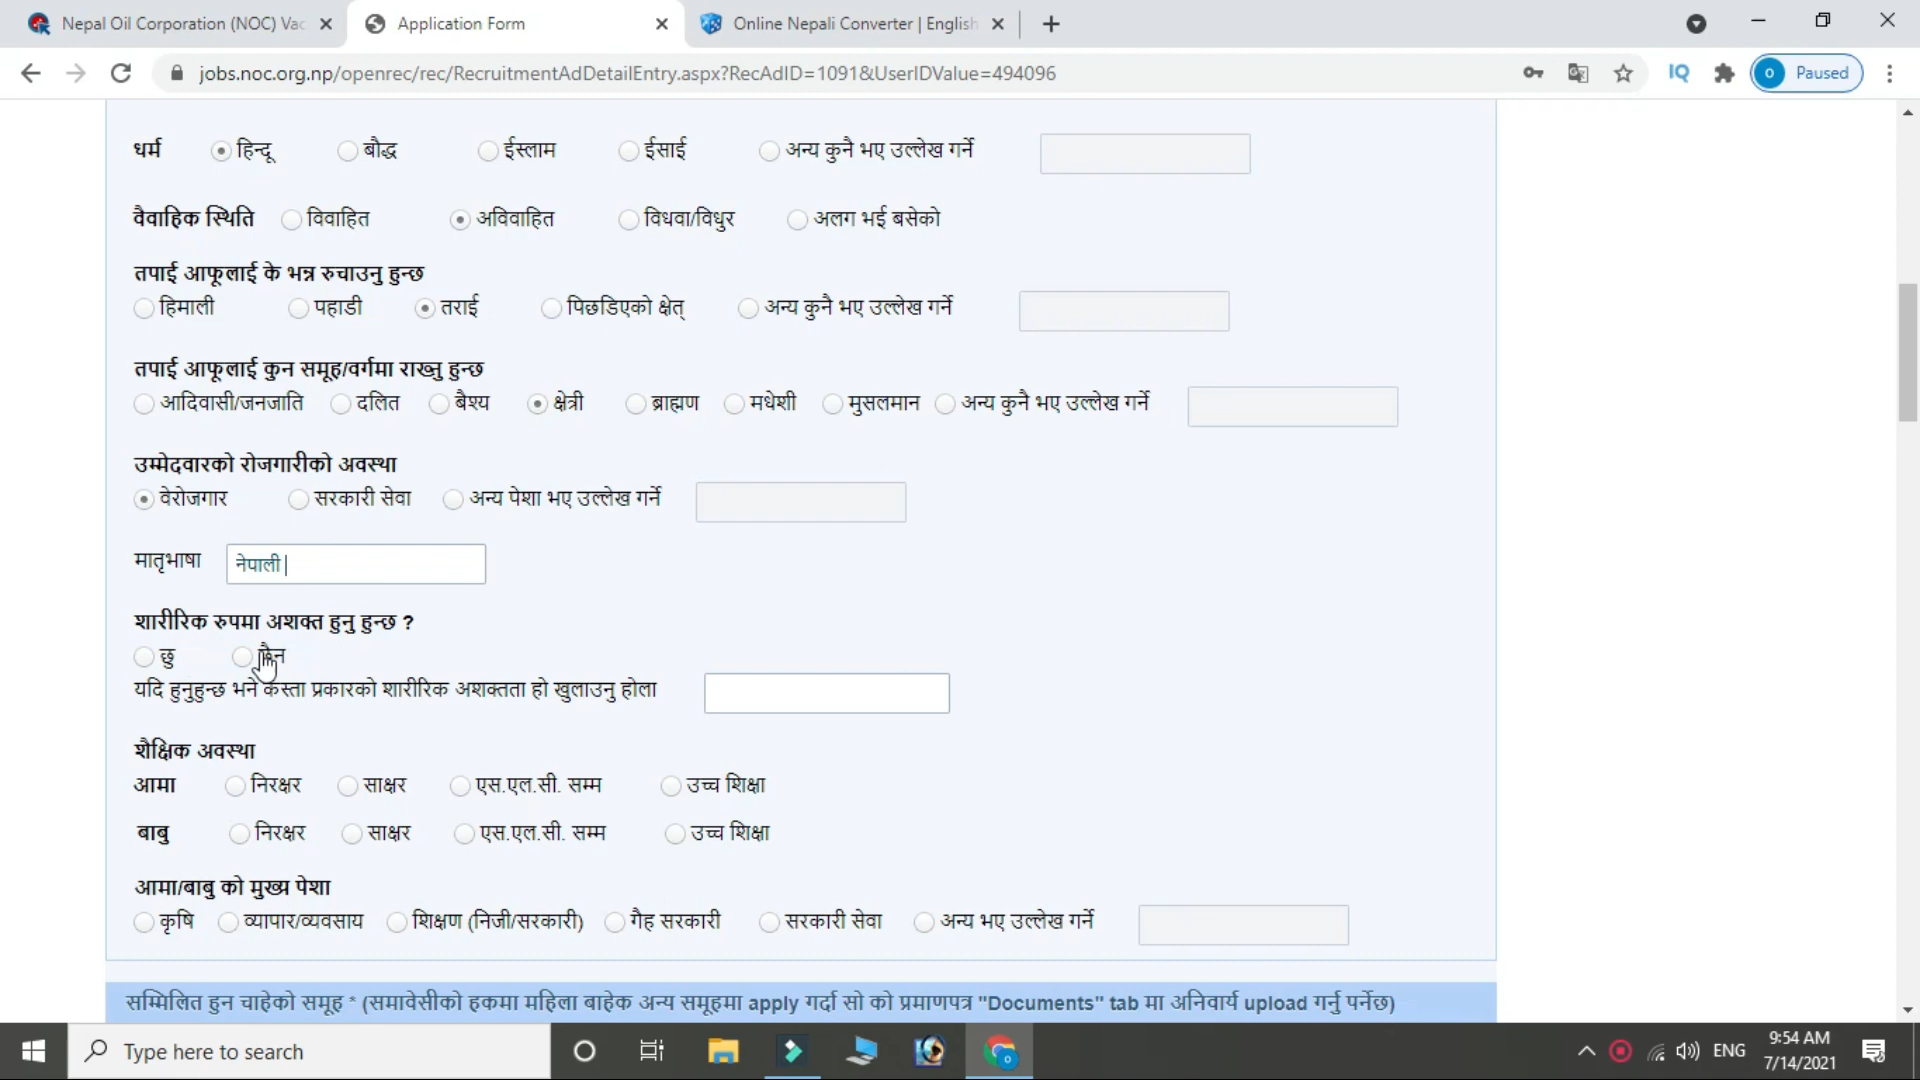 Nepal Oil Corporation (NOC) Vac
Application Form
Online Nepali Converter | English
jobs.noc.org.np/openrec/rec/RecruitmentAdDetailEntry.aspx?RecAdID=1091&UserIDValue=494096
IQ
o Paused
धर्म हिन्दू बौद्ध ईस्लाम ईसाई अन्य कुनै भए उल्लेख गर्ने
वैवाहिक स्थिति विवाहित अविवाहित विधवा/विधुर अलग भई बसेको
तपाई आफूलाई के भन्न रुचाउनु हुन्छ
हिमाली पहाडी तराई पिछडिएको क्षेत् अन्य कुनै भए उल्लेख गर्ने
तपाई आफूलाई कुन समूह/वर्गमा राख्नु हुन्छ
आदिवासी/जनजाति दलित बैश्य क्षेत्री ब्राह्मण मधेशी मुसलमान अन्य कुनै भए उल्लेख गर्ने
उम्मेदवारको रोजगारीको अवस्था
वेरोजगार सरकारी सेवा अन्य पेशा भए उल्लेख गर्ने
मातृभाषा नेपाली
शारीरिक रुपमा अशक्त हुनु हुन्छ ?
छु
यदि हुनुहुन्छ भने कस्ता प्रकारको शारीरिक अशक्तता हो खुलाउनु होला
शैक्षिक अवस्था
आमा निरक्षर साक्षर एस.एल.सी. सम्म उच्च शिक्षा
बाबु निरक्षर साक्षर एस.एल.सी. सम्म उच्च शिक्षा
आमा/बाबु को मुख्य पेशा
कृषि व्यापार/व्यवसाय शिक्षण (निजी/सरकारी) गैह सरकारी सरकारी सेवा अन्य भए उल्लेख गर्ने
सम्मिलित हुन चाहेको समूह * (समावेसीको हकमा महिला बाहेक अन्य समूहमा apply गर्दा सो को प्रमाणपत्र "Documents" tab मा अनिवार्य upload गर्नु पर्नेछ)
Type here to search
ENG
9:54 AM
7/14/2021